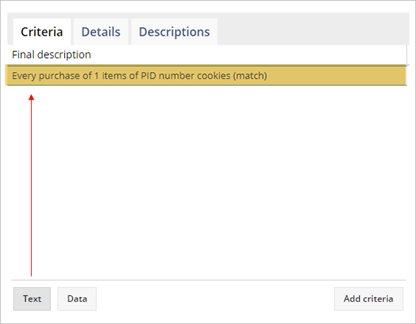 Criteria Details Descriptions
Final description
Every purchase of 1 items of PID number cookies (match)
Text Data Add criteria